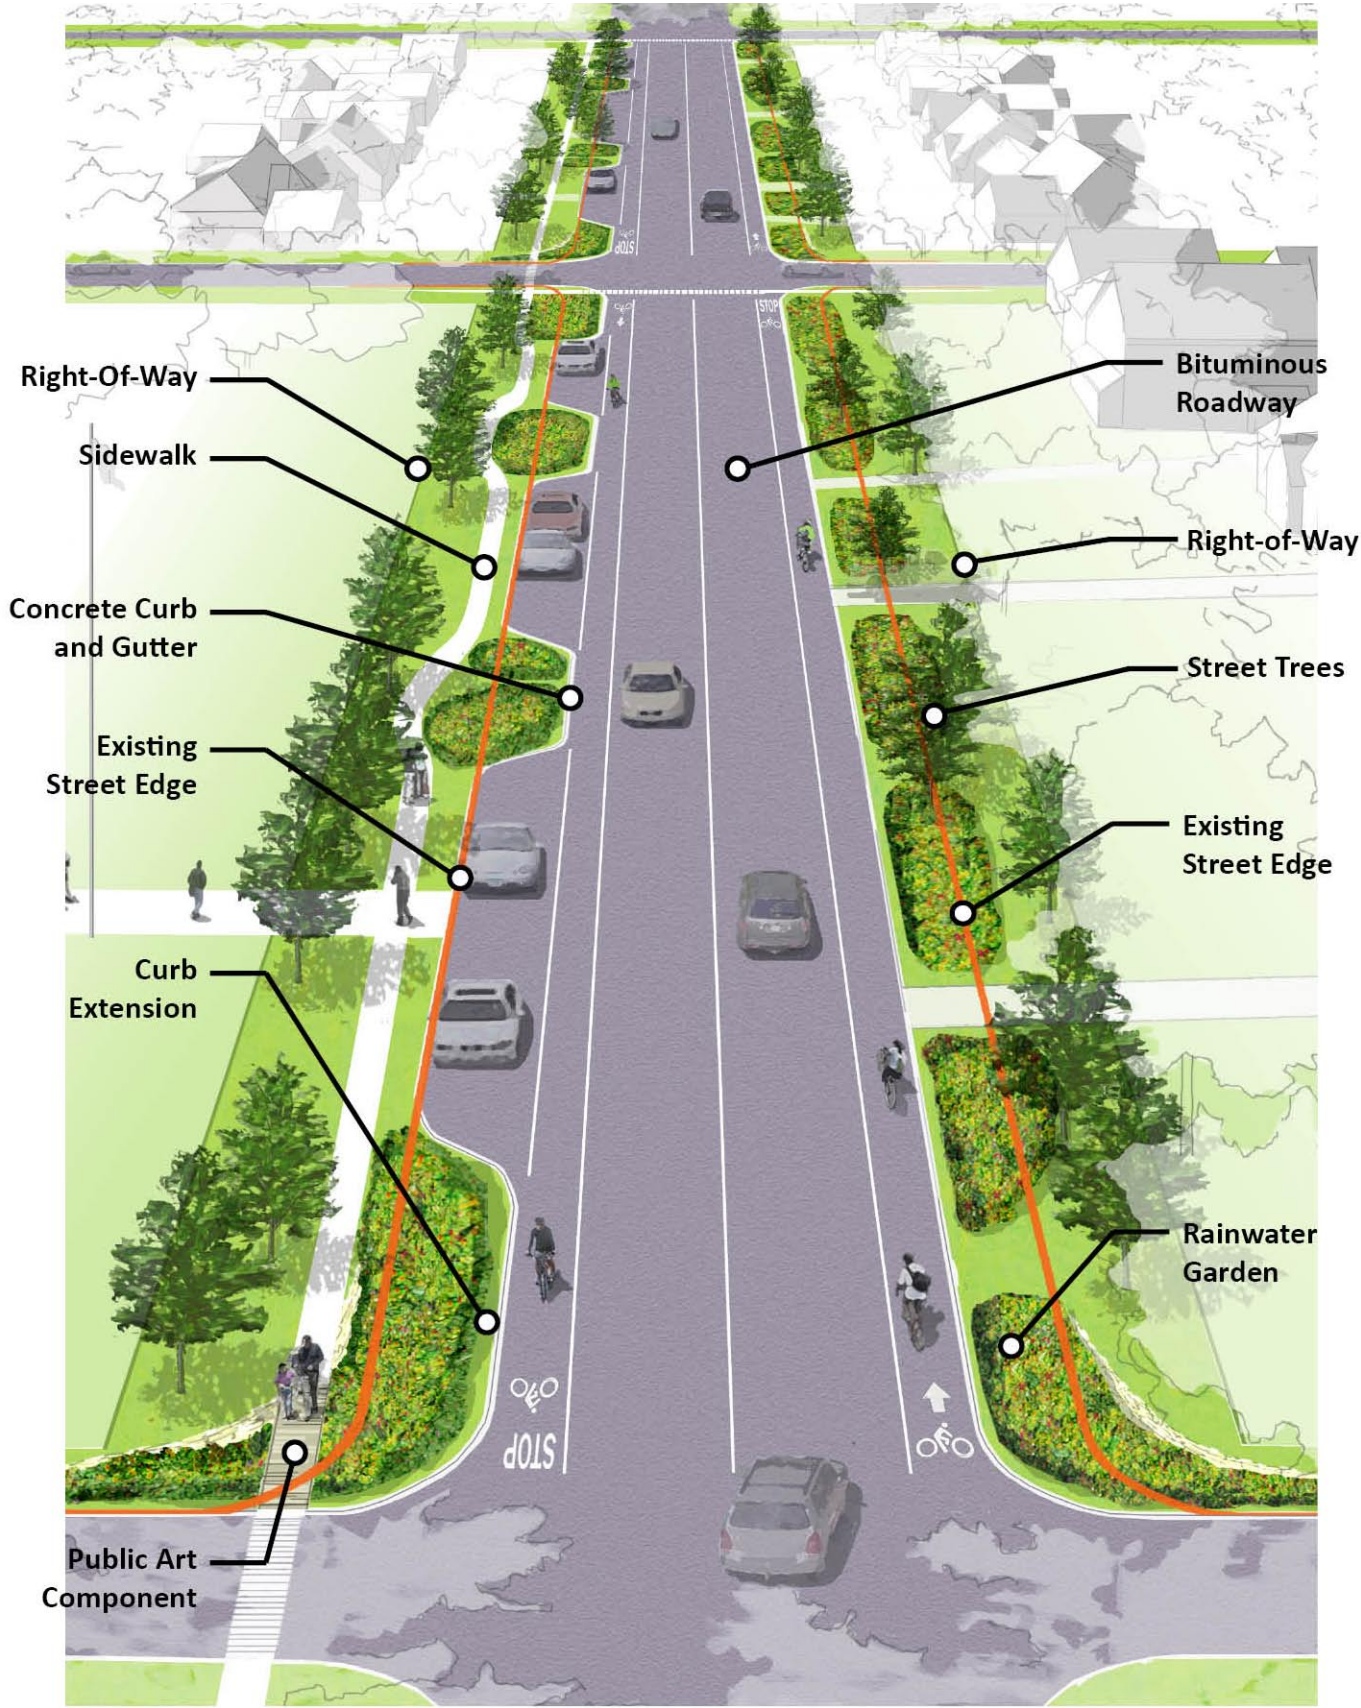 Right-Of-Way
Sidewalk
Concrete Curb
and Gutter
Existing
Street Edge
Curb
Extension
Public Art
Component
Bituminous
Roadway
Right-of-Way
Street Trees
Existing
Street Edge
Rainwater
Garden
STOP
STOP
STOP